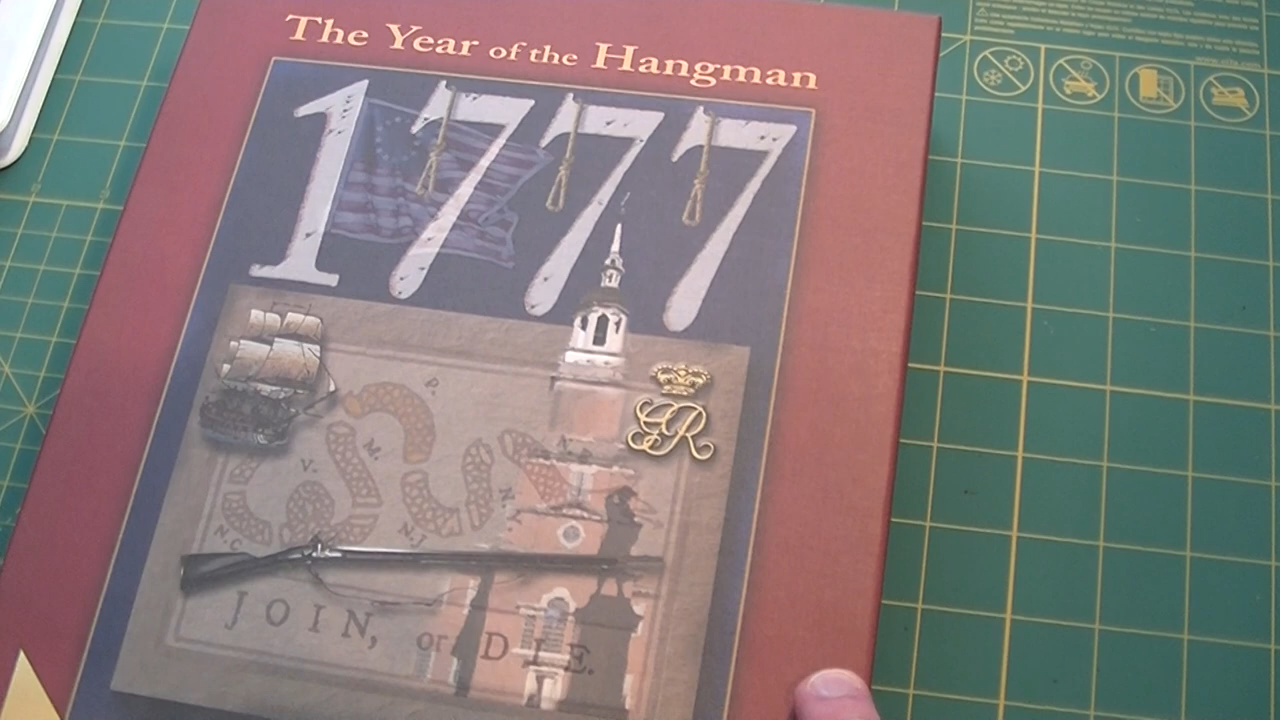 The Year of the Hangman
1777
GR
P.
M.
V.
N.
N.Y.
N.C.
N.J.
JOIN, or DIE.